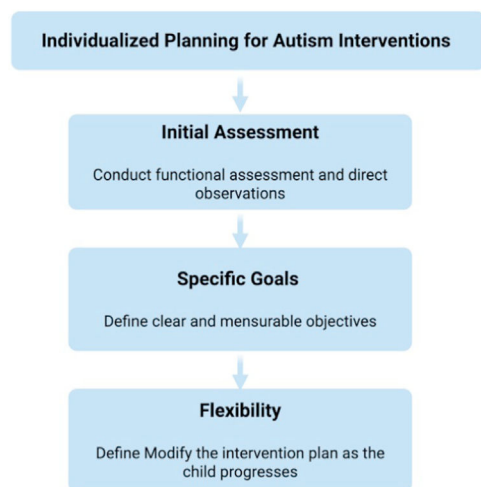 Individualized Planning for Autism Interventions
Initial Assessment
Conduct functional assessment and direct
observations
Specific Goals
Define clear and mensurable objectives
Flexibility
Define Modify the intervention plan as the
child progresses